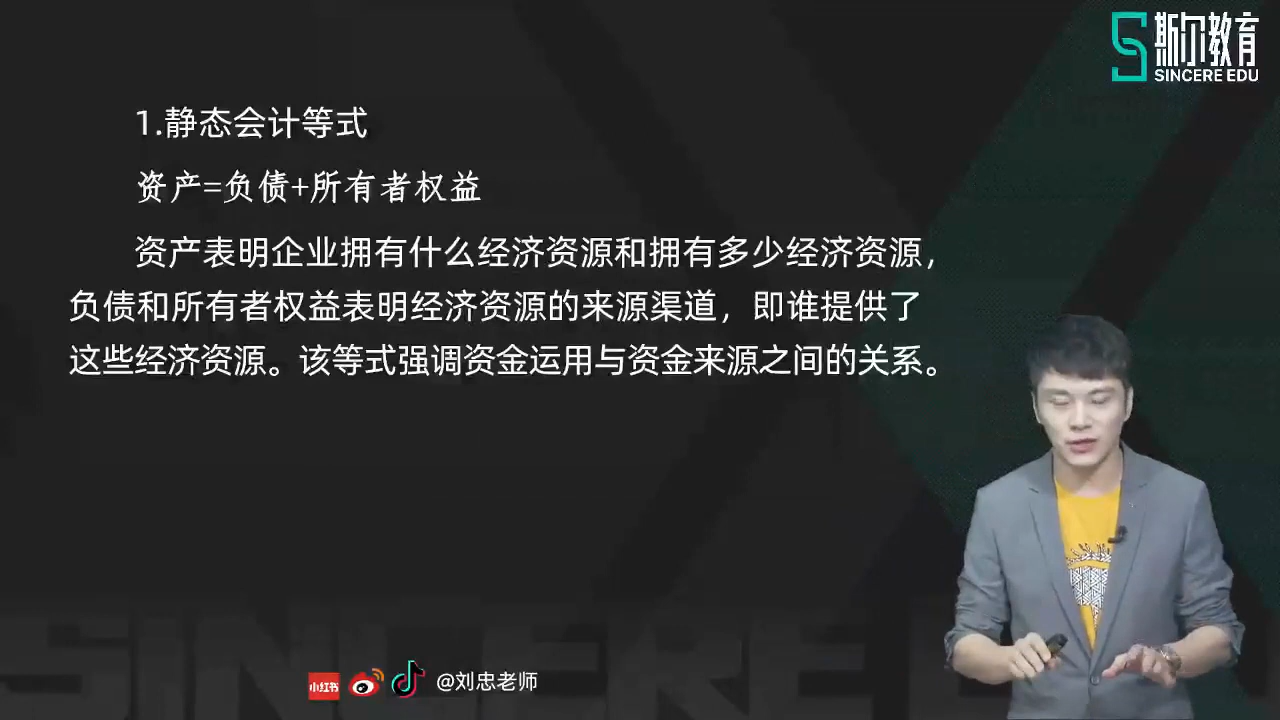 斯尔教育
SINCERE EDU
1.静态会计等式
资产=负债+所有者权益
资产表明企业拥有什么经济资源和拥有多少经济资源，
负债和所有者权益表明经济资源的来源渠道，即谁提供了
这些经济资源。该等式强调资金运用与资金来源之间的关系。
小红书
@刘忠老师
SINCERE EDU